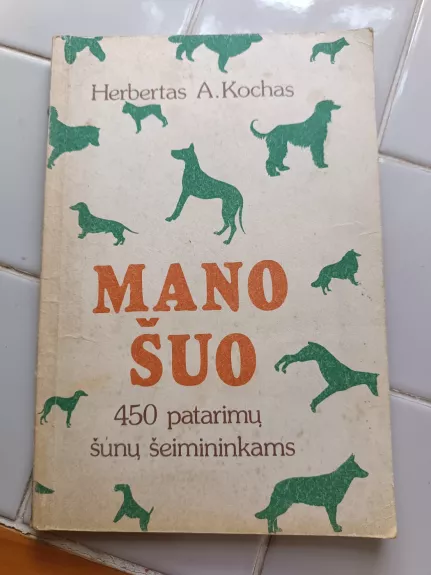 Herbertas A. Kochas
MANO
ŠUO
450 patarimų
šunų šeimininkams